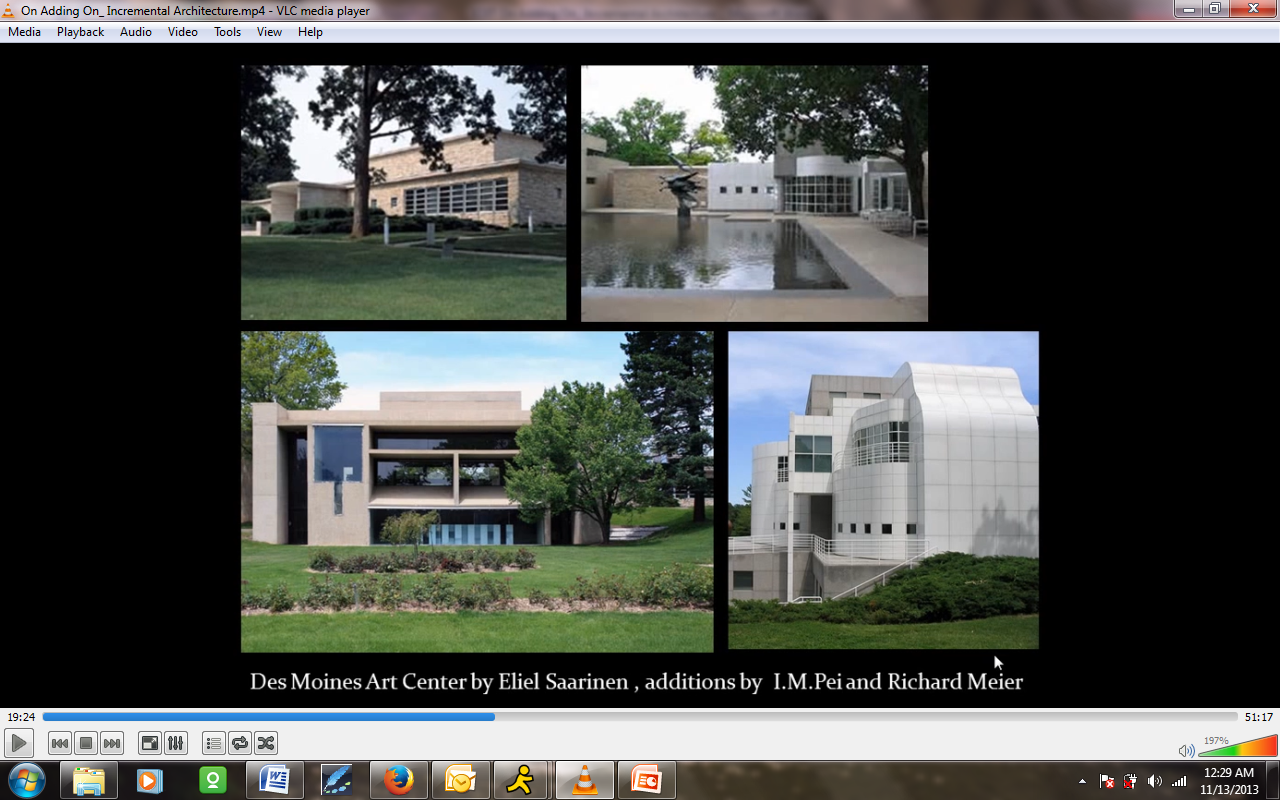 On Adding On_ Incremental Architecture.mp4 - VLC media player
Media Playback Audio Video Tools View Help
Des Moines Art Center by Eliel Saarinen , additions by I.M.Pei and Richard Meier
19:24 51:17
197%
12:29 AM
11/13/2013